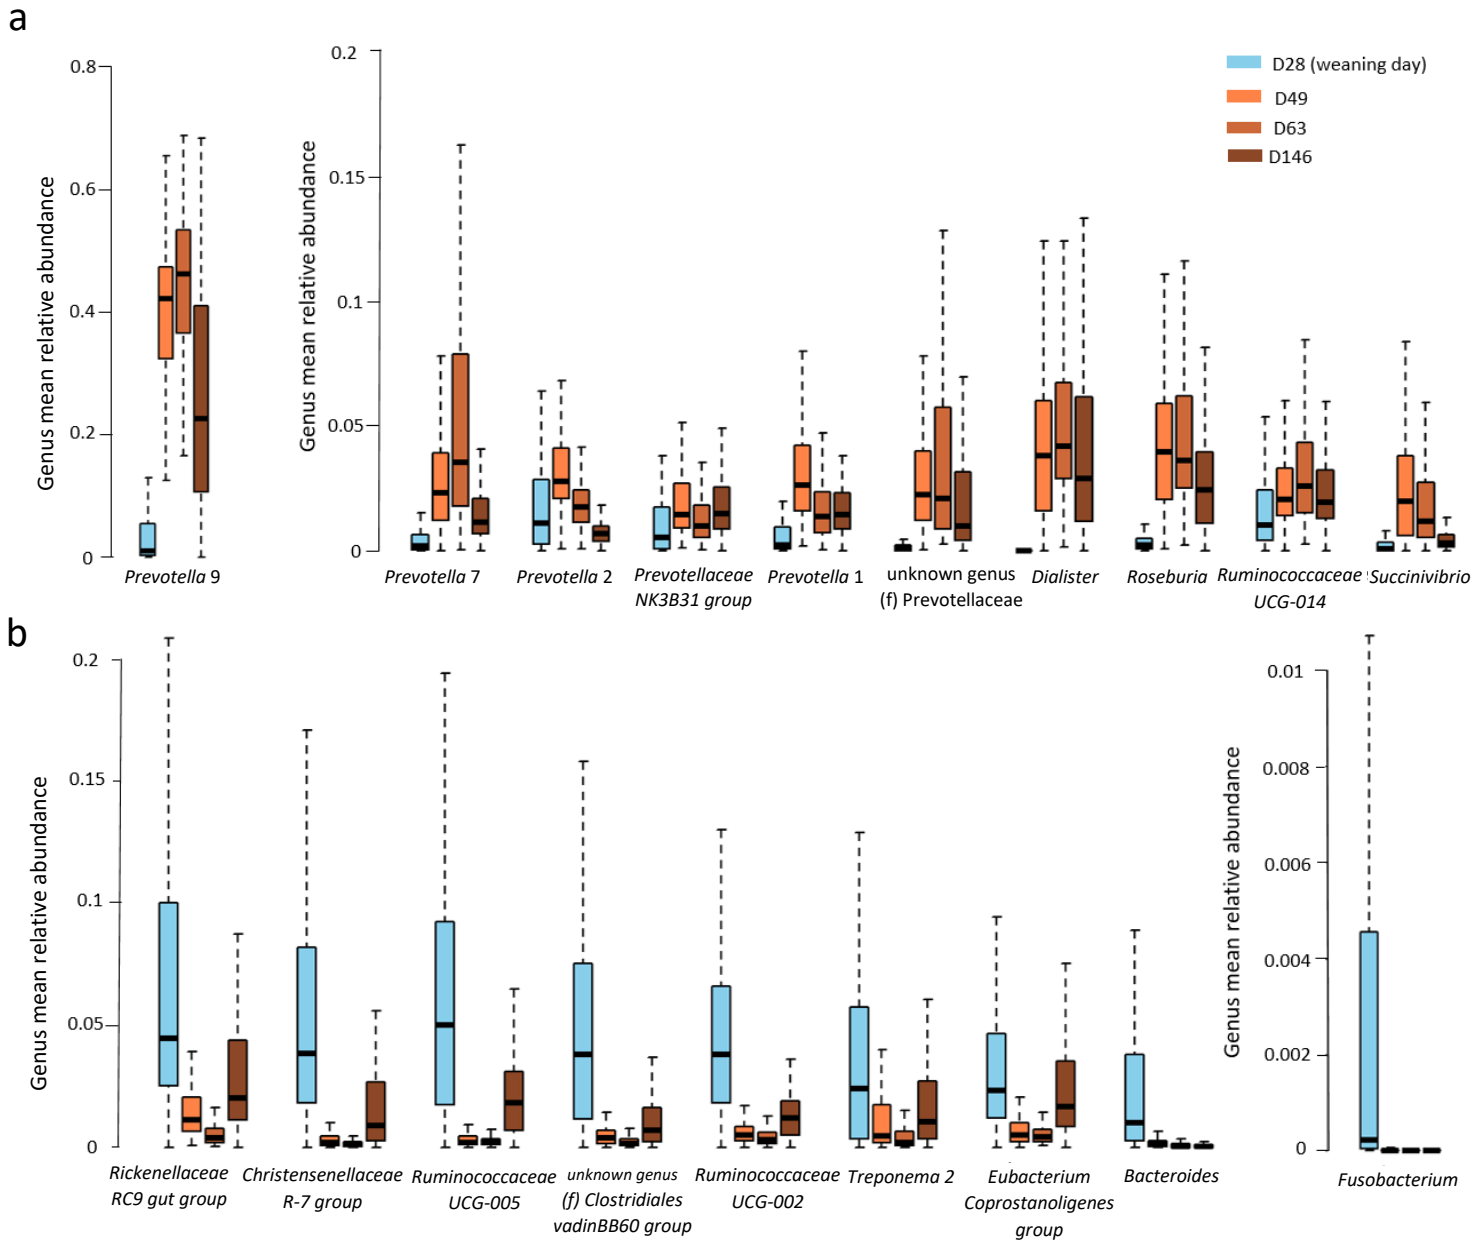 a
0.8
0.6
0.4
0.2
0
Genus mean relative abundance
Prevotella 9
0.2
0.15
0.1
0.05
0
Genus mean relative abundance
D28 (weaning day)
D49
D63
D146
Prevotella 7
Prevotella 2
Prevotellaceae
NK3B31 group
Prevotella 1
unknown genus
(f) Prevotellaceae
Dialister
Roseburia
Ruminococcaceae
UCG-014
Succinivibrio
b
0.2
0.15
0.1
0.05
0
Genus mean relative abundance
Rickenellaceae
RC9 gut group
Christensenellaceae
R-7 group
Ruminococcaceae
UCG-005
unknown genus
(f) Clostridiales
vadinBB60 group
Ruminococcaceae
UCG-002
Treponema 2
Eubacterium
Coprostanoligenes
group
Bacteroides
0.01
0.008
0.006
0.004
0.002
0
Genus mean relative abundance
Fusobacterium